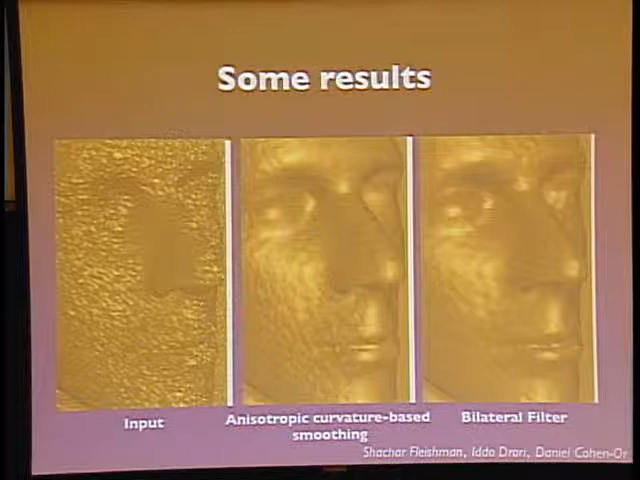 Some results
Input
Anisotropic curvature-based
smoothing
Bilateral Filter
Shachar Fleishman, Iddo Drori, Daniel Cohen-Or